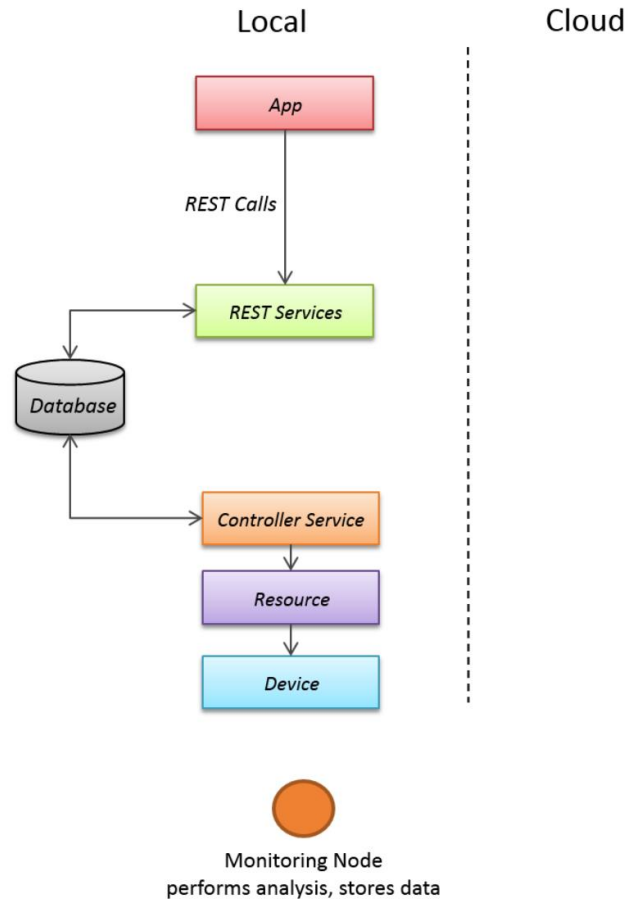 Local
Cloud
App
REST Calls
REST Services
Database
Controller Service
Resource
Device
Monitoring Node
performs analysis, stores data